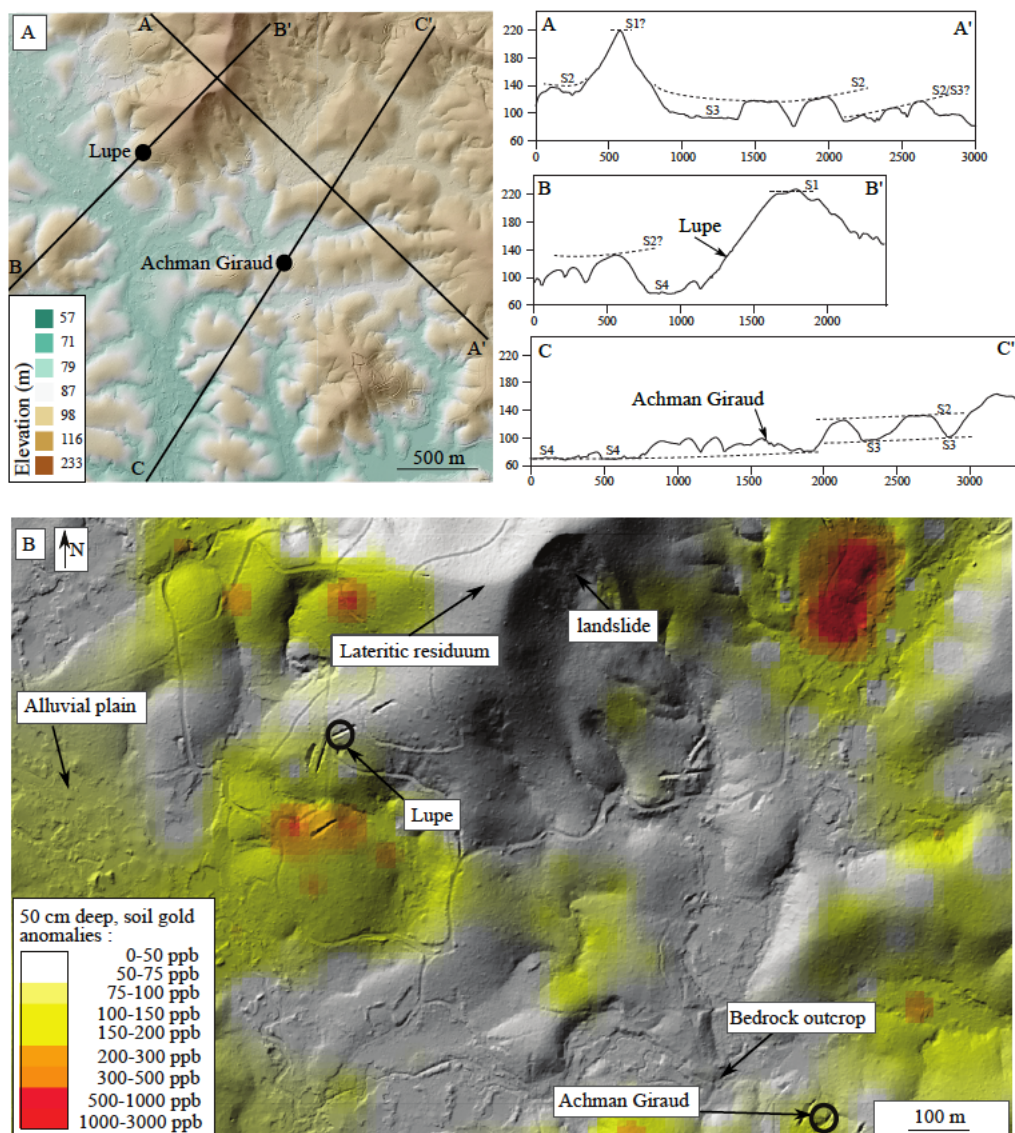 A
A
B'
C'
Lupe
Achman Giraud
B
A'
C
Elevation (m)
57
71
79
87
98
116
233
500 m
A
A'
220
180
140
100
60
S2
S1?
S3
S2
S2/S3?
0
500
1000
1500
2000
2500
3000
B
B'
220
180
140
100
60
S2?
S4
Lupe
S1
0
500
1000
1500
2000
C
C'
220
180
140
100
60
Achman Giraud
S4
S4
S2
S3
S3
0
500
1000
1500
2000
2500
3000
B
N
Lateritic residuum
landslide
Alluvial plain
Lupe
Bedrock outcrop
Achman Giraud
50 cm deep, soil gold
anomalies :
0-50 ppb
50-75 ppb
75-100 ppb
100-150 ppb
150-200 ppb
200-300 ppb
300-500 ppb
500-1000 ppb
1000-3000 ppb
100 m